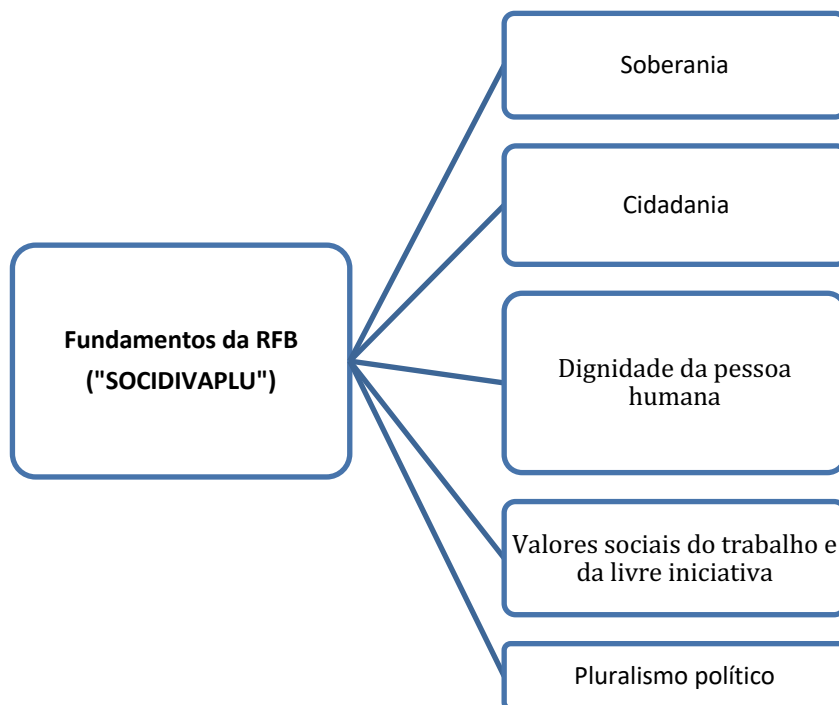 Fundamentos da RFB
("SOCIDIVAPLU")
Soberania
Cidadania
Dignidade da pessoa
humana
Valores sociais do trabalho e
da livre iniciativa
Pluralismo político